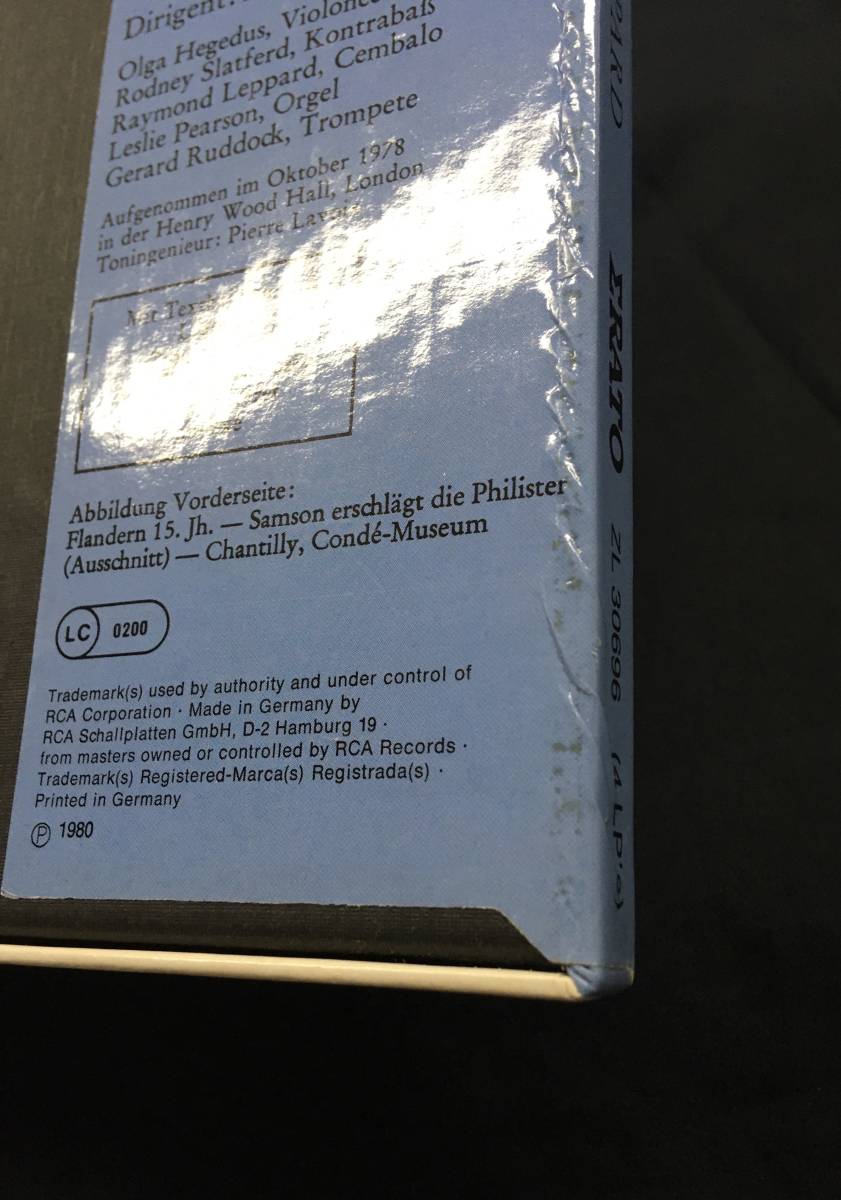 Dirigent:
Olga Hegedus,
Rodney Slatferd, Kontrabaß
Raymond Leppard, Cembalo
Leslie Pearson, Orgel
Gerard Ruddock, Trompete
Aufgenommen im Oktober 1978
in der Henry Wood Hall, London
Toningenieur: Pierre
Mit
Abbildung Vorderseite:
Flandern 15. Jh. — Samson erschlägt die Philister
(Ausschnitt) — Chantilly, Condé-Museum
LC 0200
Trademark(s) used by authority and under control of
RCA Corporation · Made in Germany by
RCA Schallplatten GmbH, D-2 Hamburg 19 ·
from masters owned or controlled by RCA Records ·
Trademark(s) Registered-Marca(s) Registrada(s) ·
Printed in Germany
Ⓟ 1980
ERATO ZL 30696 (4 LP's)